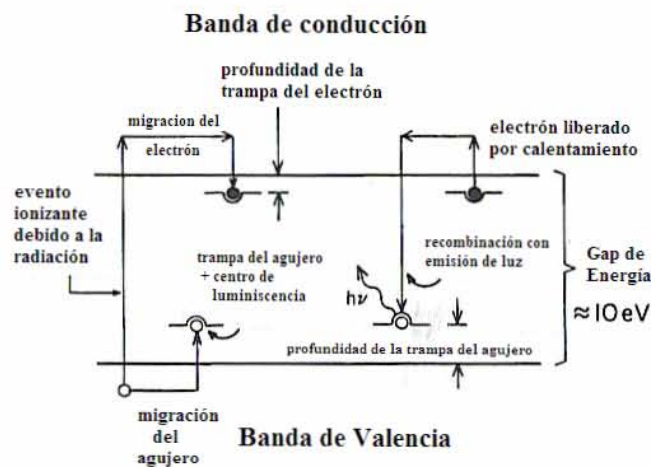 Banda de conducción
profundidad de la
trampa del electrón
migracion del
electrón
electrón liberado
por calentamiento
evento
ionizante
debido a la
radiación
trampa del agujero
+ centro de
luminiscencia
recombinación con
emisión de luz
Gap de
Energía
≈ 10 eV
hν
profundidad de la trampa del agujero
migración
del
agujero
Banda de Valencia